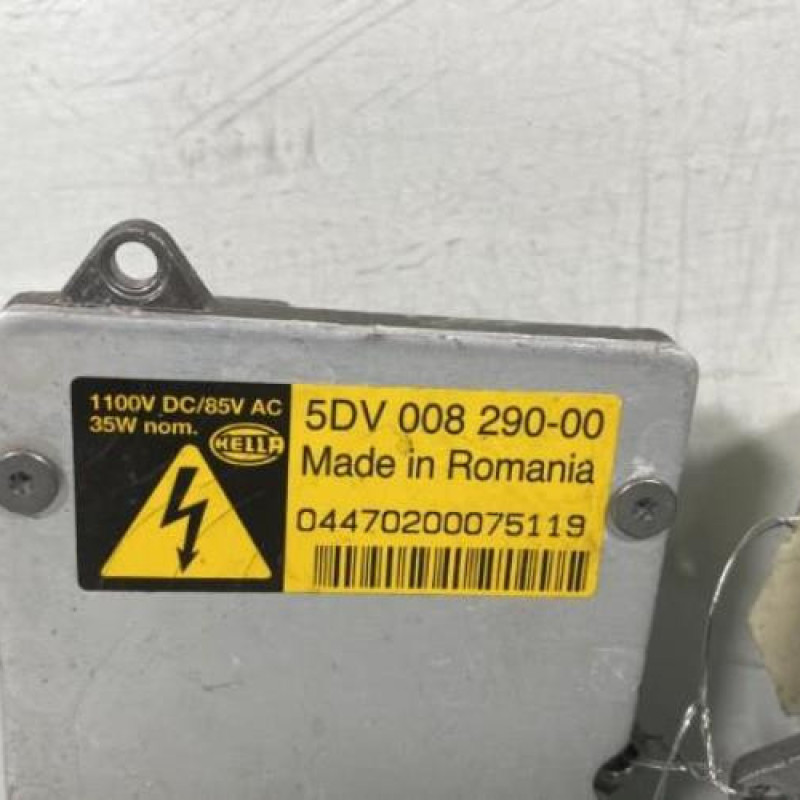 1100V DC/85V AC
35W nom.
HELLA
5DV 008 290-00
Made in Romania
04470200075119